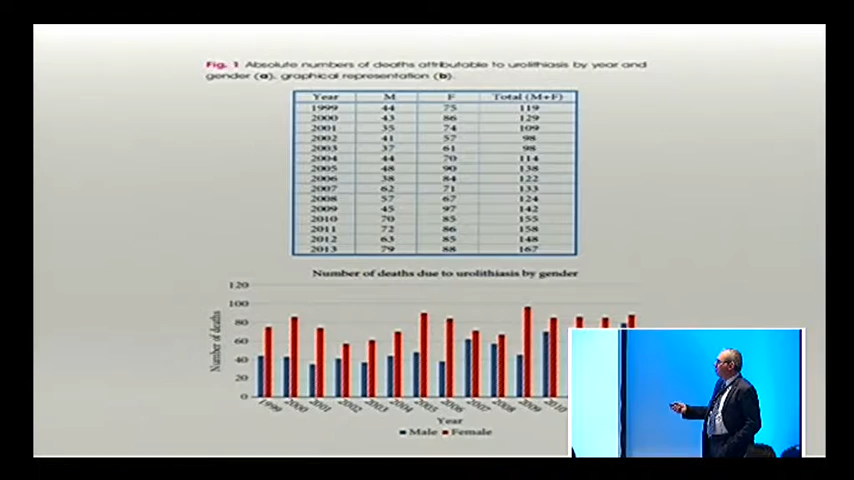 Fig. 1 Absolute numbers of deaths attributable to urolithiasis by year and
gender (a), graphical representation (b).
Year M F Total (M+F)
1999 44 75 119
2000 43 86 129
2001 35 74 109
2002 41 57 98
2003 37 61 98
2004 44 70 114
2005 48 90 138
2006 38 84 122
2007 62 71 133
2008 57 67 124
2009 45 97 142
2010 70 85 155
2011 72 86 158
2012 63 85 148
2013 79 88 167
Number of deaths due to urolithiasis by gender
Number of deaths
120
100
80
60
40
20
0
1999 2000 2001 2002 2003 2004 2005 2006 2007 2008 2009 2010
Year
Male Female